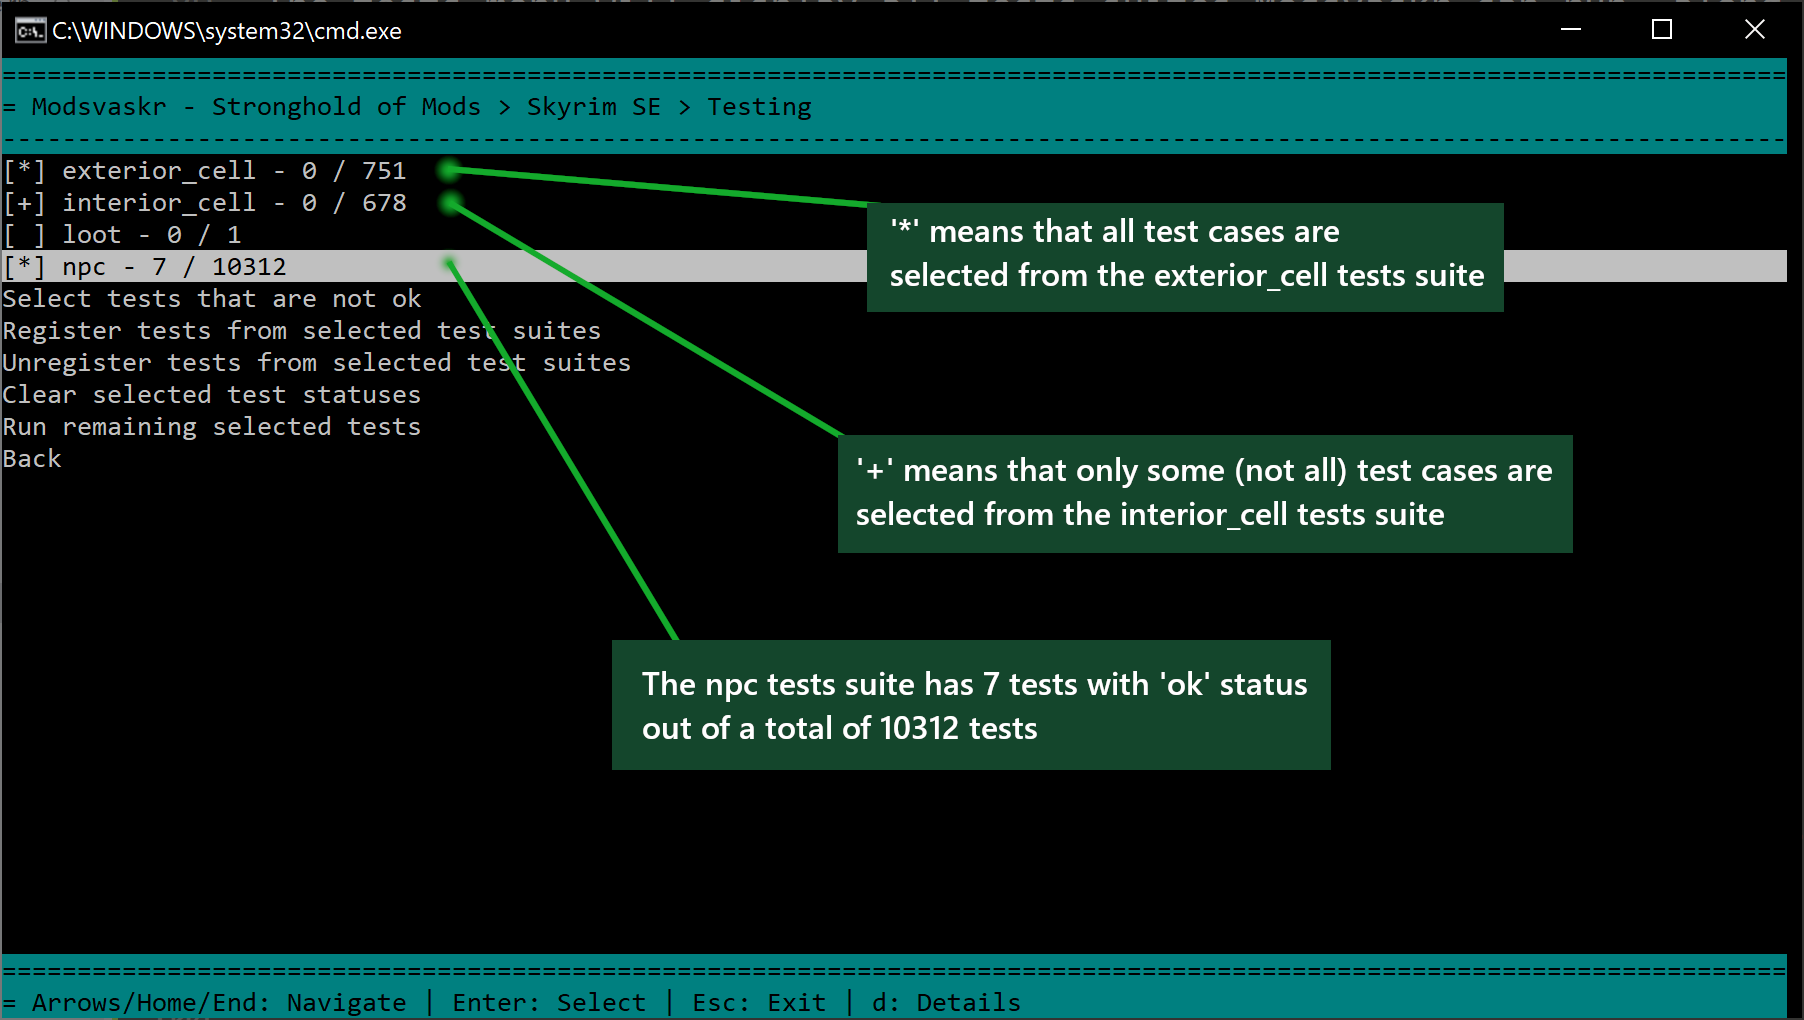 C:\WINDOWS\system32\cmd.exe
=======================================================================================================================
= Modsvaskr - Stronghold of Mods > Skyrim SE > Testing
-----------------------------------------------------------------------------------------------------------------------
[*] exterior_cell - 0 / 751
[+] interior_cell - 0 / 678
[ ] loot - 0 / 1
[*] npc - 7 / 10312
Select tests that are not ok
Register tests from selected test suites
Unregister tests from selected test suites
Clear selected test statuses
Run remaining selected tests
Back
'*' means that all test cases are
selected from the exterior_cell tests suite
'+' means that only some (not all) test cases are
selected from the interior_cell tests suite
The npc tests suite has 7 tests with 'ok' status
out of a total of 10312 tests
=======================================================================================================================
= Arrows/Home/End: Navigate | Enter: Select | Esc: Exit | d: Details